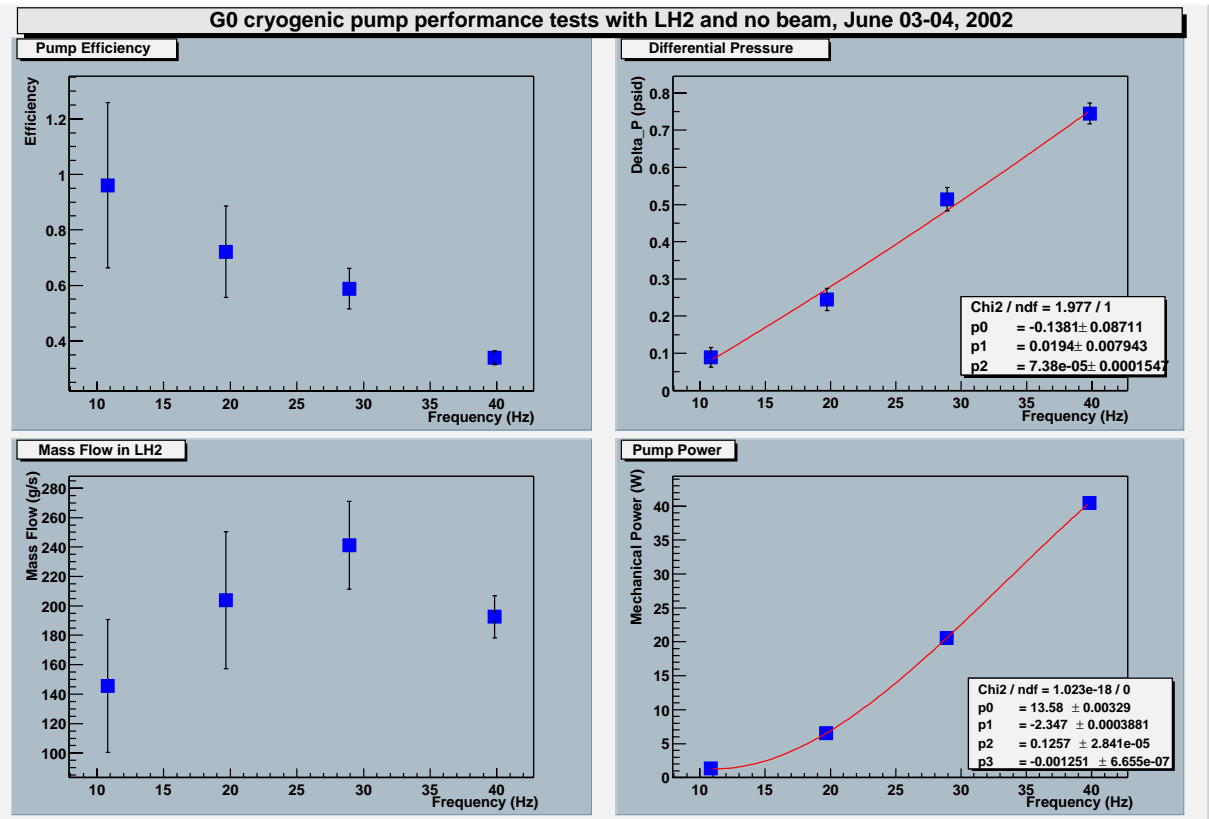 G0 cryogenic pump performance tests with LH2 and no beam, June 03-04, 2002
Pump Efficiency
Efficiency
1.2
1
0.8
0.6
0.4
10 15 20 25 30 35 40
Frequency (Hz)
Differential Pressure
Delta_P (psid)
0.8
0.7
0.6
0.5
0.4
0.3
0.2
0.1
0
10 15 20 25 30 35 40
Frequency (Hz)
Chi2 / ndf = 1.977 / 1
p0 = -0.1381± 0.08711
p1 = 0.0194± 0.007943
p2 = 7.38e-05± 0.0001547
Mass Flow in LH2
Mass Flow (g/s)
280
260
240
220
200
180
160
140
120
100
10 15 20 25 30 35 40
Frequency (Hz)
Pump Power
Mechanical Power (W)
40
35
30
25
20
15
10
5
0
10 15 20 25 30 35 40
Frequency (Hz)
Chi2 / ndf = 1.023e-18 / 0
p0 = 13.58 ± 0.00329
p1 = -2.347 ± 0.0003881
p2 = 0.1257 ± 2.841e-05
p3 = -0.001251 ± 6.655e-07